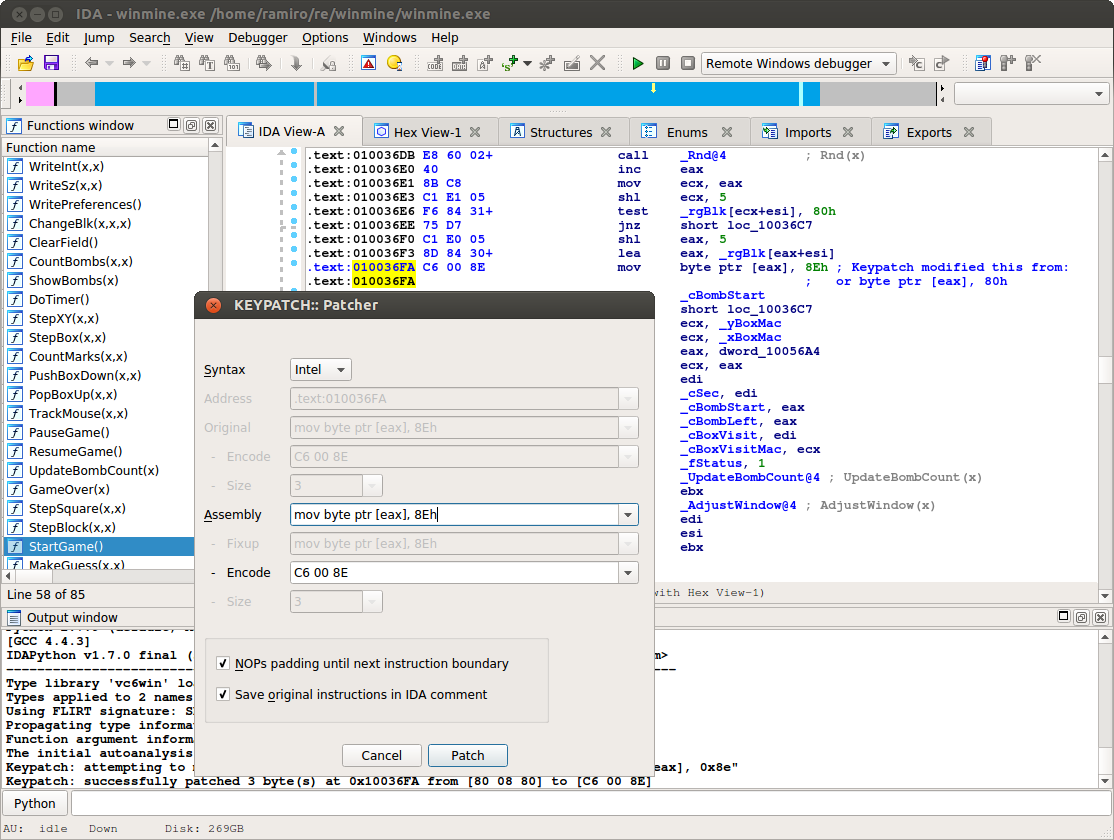 IDA - winmine.exe /home/ramiro/re/winmine/winmine.exe
File Edit Jump Search View Debugger Options Windows Help
Remote Windows debugger
Functions window
IDA View-A Hex View-1 Structures Enums Imports Exports
Function name
WriteInt(x,x)
WriteSz(x,x)
WritePreferences()
ChangeBlk(x,x,x)
ClearField()
CountBombs(x,x)
ShowBombs(x)
DoTimer()
StepXY(x,x)
StepBox(x,x)
CountMarks(x,x)
PushBoxDown(x,x)
PopBoxUp(x,x)
TrackMouse(x,x)
PauseGame()
ResumeGame()
UpdateBombCount(x)
GameOver(x)
StepSquare(x,x)
StepBlock(x,x)
StartGame()
MakeGuess(x,x)
Line 58 of 85
.text:010036DB E8 60 02+ call _Rnd@4 ; Rnd(x)
.text:010036E0 40 inc eax
.text:010036E1 8B C8 mov ecx, eax
.text:010036E3 C1 E1 05 shl ecx, 5
.text:010036E6 F6 84 31+ test _rgBlk[ecx+esi], 80h
.text:010036EE 75 D7 jnz short loc_10036C7
.text:010036F0 C1 E0 05 shl eax, 5
.text:010036F3 8D 84 30+ lea eax, _rgBlk[eax+esi]
.text:010036FA C6 00 8E mov byte ptr [eax], 8Eh ; Keypatch modified this from:
.text:010036FA ; or byte ptr [eax], 80h
_cBombStart
short loc_10036C7
ecx, _yBoxMac
ecx, _xBoxMac
eax, dword_10056A4
ecx, eax
edi
_cSec, edi
_cBombStart, eax
_cBombLeft, eax
_cBoxVisit, edi
_cBoxVisitMac, ecx
_fStatus, 1
_UpdateBombCount@4 ; UpdateBombCount(x)
ebx
_AdjustWindow@4 ; AdjustWindow(x)
edi
esi
ebx
with Hex View-1)
KEYPATCH:: Patcher
Syntax Intel
Address .text:010036FA
Original mov byte ptr [eax], 8Eh
- Encode C6 00 8E
- Size 3
Assembly mov byte ptr [eax], 8Eh
- Fixup mov byte ptr [eax], 8Eh
- Encode C6 00 8E
- Size 3
NOPs padding until next instruction boundary
Save original instructions in IDA comment
Cancel Patch
Output window
[GCC 4.4.3]
IDAPython v1.7.0 final ( m>
Type library 'vc6win' lo
Types applied to 2 names
Using FLIRT signature: S
Propagating type informat
Function argument inform
The initial autoanalysis
Keypatch: attempting to eax], 0x8e"
Keypatch: successfully patched 3 byte(s) at 0x10036FA from [80 08 80] to [C6 00 8E]
Python
AU: idle Down Disk: 269GB